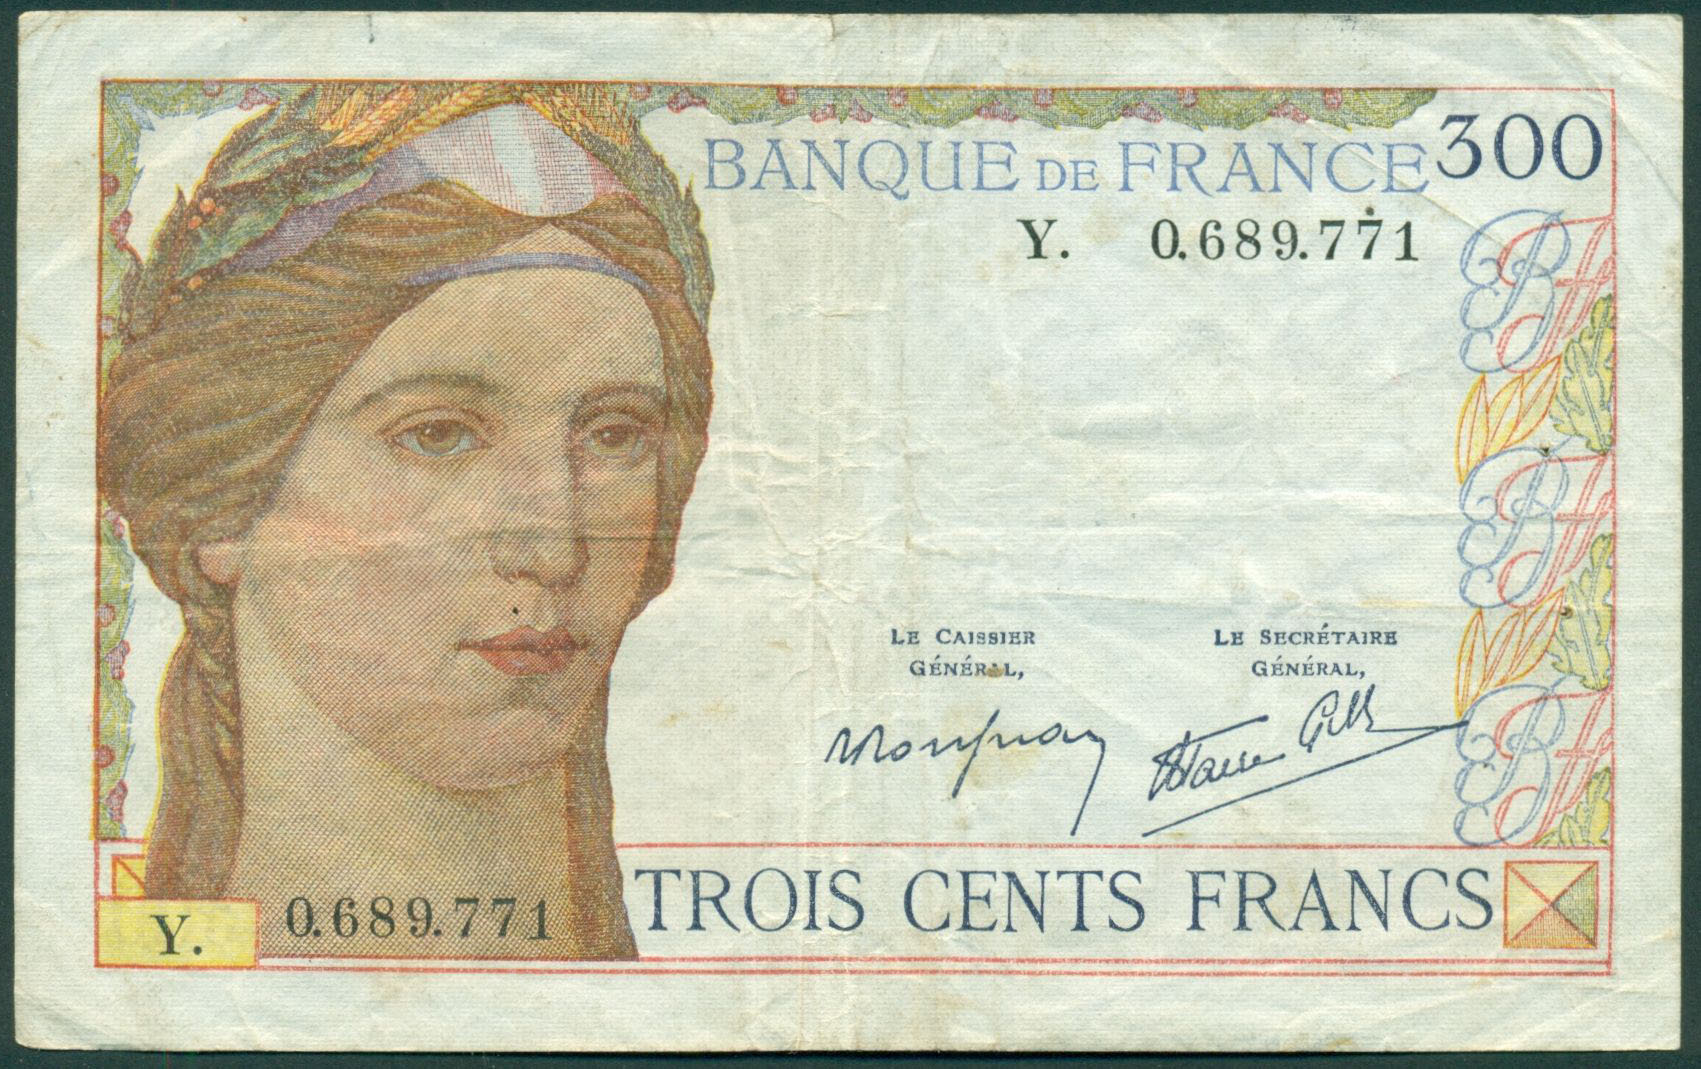 BANQUE DE FRANCE 300
Y. 0.689.771
LE CAISSIER
GÉNÉRAL,
LE SECRÉTAIRE
GÉNÉRAL,
Y. 0.689.771
TROIS CENTS FRANCS